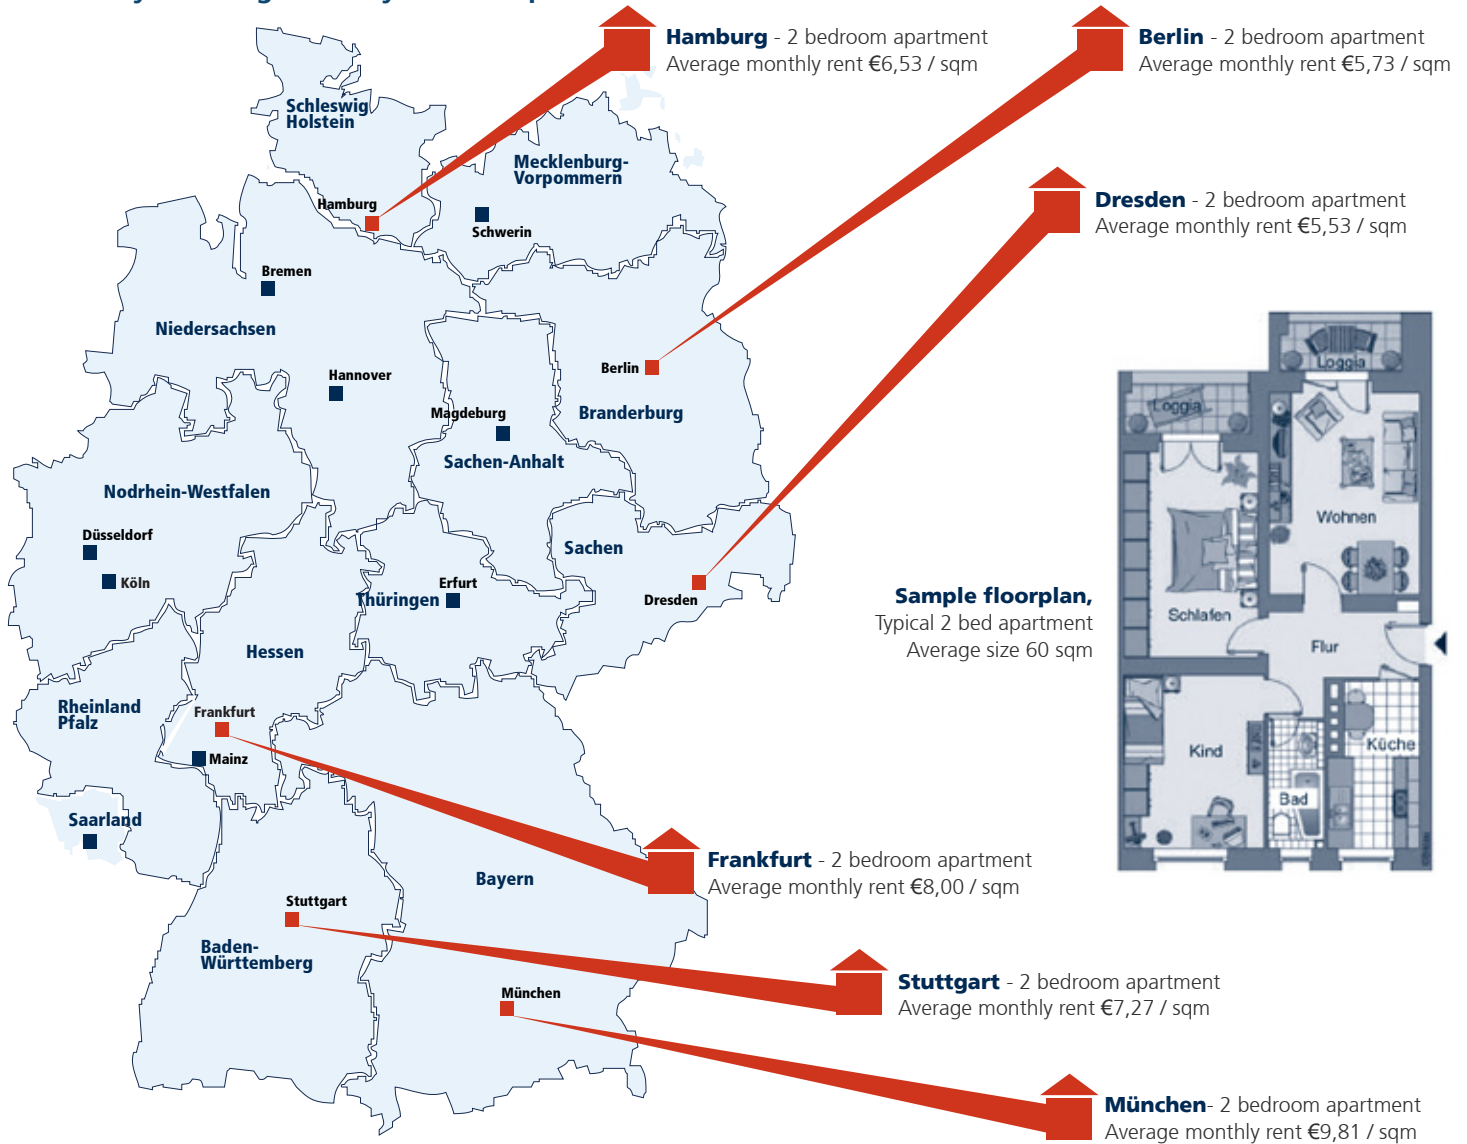 Hamburg - 2 bedroom apartment
Average monthly rent €6,53 / sqm
Berlin - 2 bedroom apartment
Average monthly rent €5,73 / sqm
Dresden - 2 bedroom apartment
Average monthly rent €5,53 / sqm
Schleswig
Holstein
Mecklenburg-
Vorpommern
Hamburg
Schwerin
Bremen
Niedersachsen
Hannover
Berlin
Magdeburg
Branderburg
Sachen-Anhalt
Nodrhein-Westfalen
Düsseldorf
Köln
Sachen
Erfurt
Thüringen
Dresden
Hessen
Rheinland
Pfalz
Frankfurt
Mainz
Saarland
Bayern
Stuttgart
Baden-
Württemberg
München
Sample floorplan,
Typical 2 bed apartment
Average size 60 sqm
Loggia
Loggia
Wohnen
Schlafen
Flur
Kind
Küche
Bad
Frankfurt - 2 bedroom apartment
Average monthly rent €8,00 / sqm
Stuttgart - 2 bedroom apartment
Average monthly rent €7,27 / sqm
München- 2 bedroom apartment
Average monthly rent €9,81 / sqm